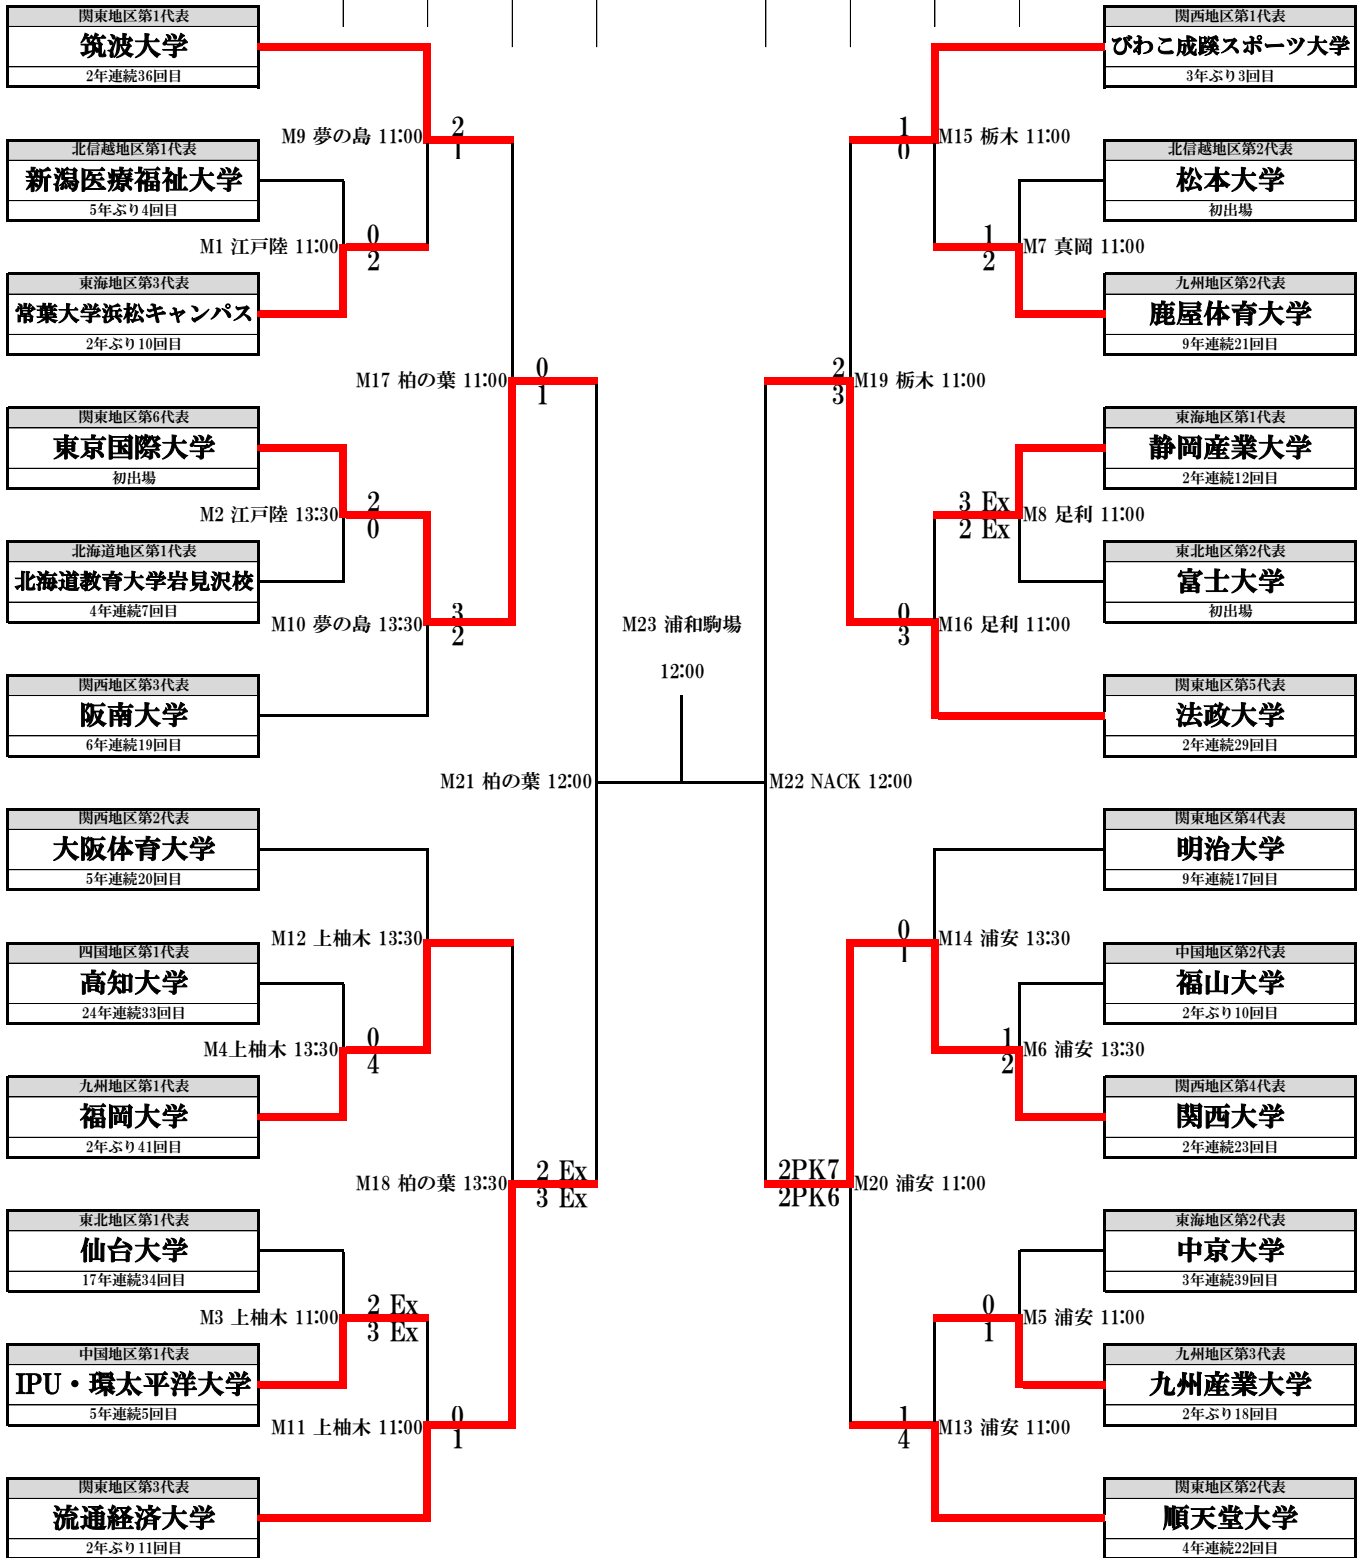 関東地区第1代表
筑波大学
2年連続36回目
北信越地区第1代表
新潟医療福祉大学
5年ぶり4回目
東海地区第3代表
常葉大学浜松キャンパス
2年ぶり10回目
関東地区第6代表
東京国際大学
初出場
北海道地区第1代表
北海道教育大学岩見沢校
4年連続7回目
関西地区第3代表
阪南大学
6年連続19回目
関西地区第2代表
大阪体育大学
5年連続20回目
四国地区第1代表
高知大学
24年連続33回目
九州地区第1代表
福岡大学
2年ぶり41回目
東北地区第1代表
仙台大学
17年連続34回目
中国地区第1代表
IPU・環太平洋大学
5年連続5回目
関東地区第3代表
流通経済大学
2年ぶり11回目
M9 夢の島 11:00
2
1
M1 江戸陸 11:00
0
2
M17 柏の葉 11:00
0
1
M2 江戸陸 13:30
2
0
M10 夢の島 13:30
3
2
M21 柏の葉 12:00
M12 上柚木 13:30
M4上柚木 13:30
0
4
M18 柏の葉 13:30
2 Ex
3 Ex
M3 上柚木 11:00
2 Ex
3 Ex
M11 上柚木 11:00
0
1
M23 浦和駒場
12:00
M22 NACK 12:00
1
0
M15 栃木 11:00
1
2
M7 真岡 11:00
2
3
M19 栃木 11:00
3 Ex
2 Ex
M8 足利 11:00
0
3
M16 足利 11:00
0
1
M14 浦安 13:30
1
2
M6 浦安 13:30
2PK7
2PK6
M20 浦安 11:00
0
1
M5 浦安 11:00
1
4
M13 浦安 11:00
関西地区第1代表
びわこ成蹊スポーツ大学
3年ぶり3回目
北信越地区第2代表
松本大学
初出場
九州地区第2代表
鹿屋体育大学
9年連続21回目
東海地区第1代表
静岡産業大学
2年連続12回目
東北地区第2代表
富士大学
初出場
関東地区第5代表
法政大学
2年連続29回目
関東地区第4代表
明治大学
9年連続17回目
中国地区第2代表
福山大学
2年ぶり10回目
関西地区第4代表
関西大学
2年連続23回目
東海地区第2代表
中京大学
3年連続39回目
九州地区第3代表
九州産業大学
2年ぶり18回目
関東地区第2代表
順天堂大学
4年連続22回目